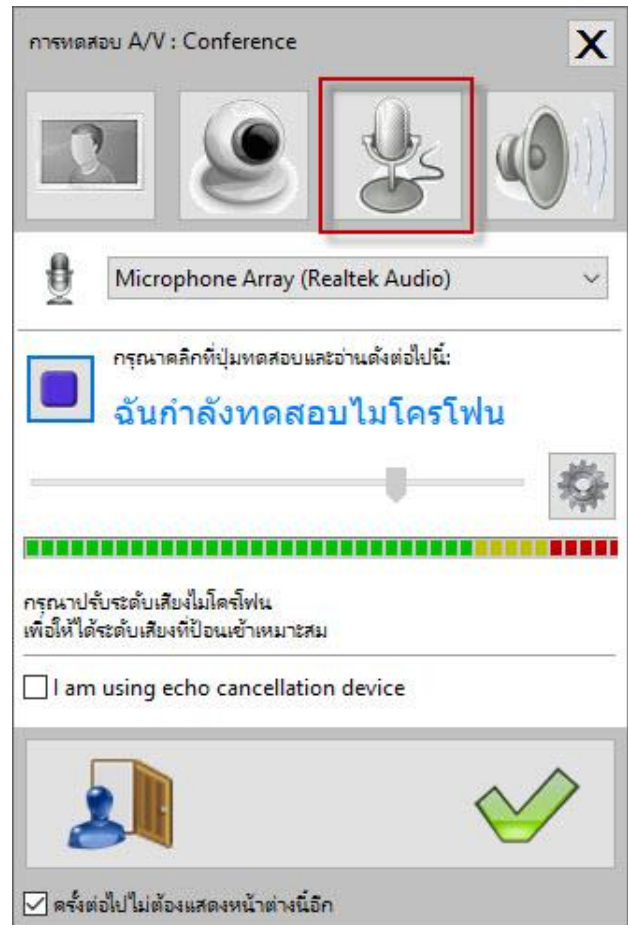 การทดสอบ A/V : Conference
X
Microphone Array (Realtek Audio)
กรุณาคลิกที่ปุ่มทดสอบและอ่านดังต่อไปนี้:
ฉันกำลังทดสอบไมโครโฟน
กรุณาปรับระดับเสียงไมโครโฟน
เพื่อให้ได้ระดับเสียงที่ป้อนเข้าเหมาะสม
I am using echo cancellation device
ครั้งต่อไปไม่ต้องแสดงหน้าต่างนี้อีก